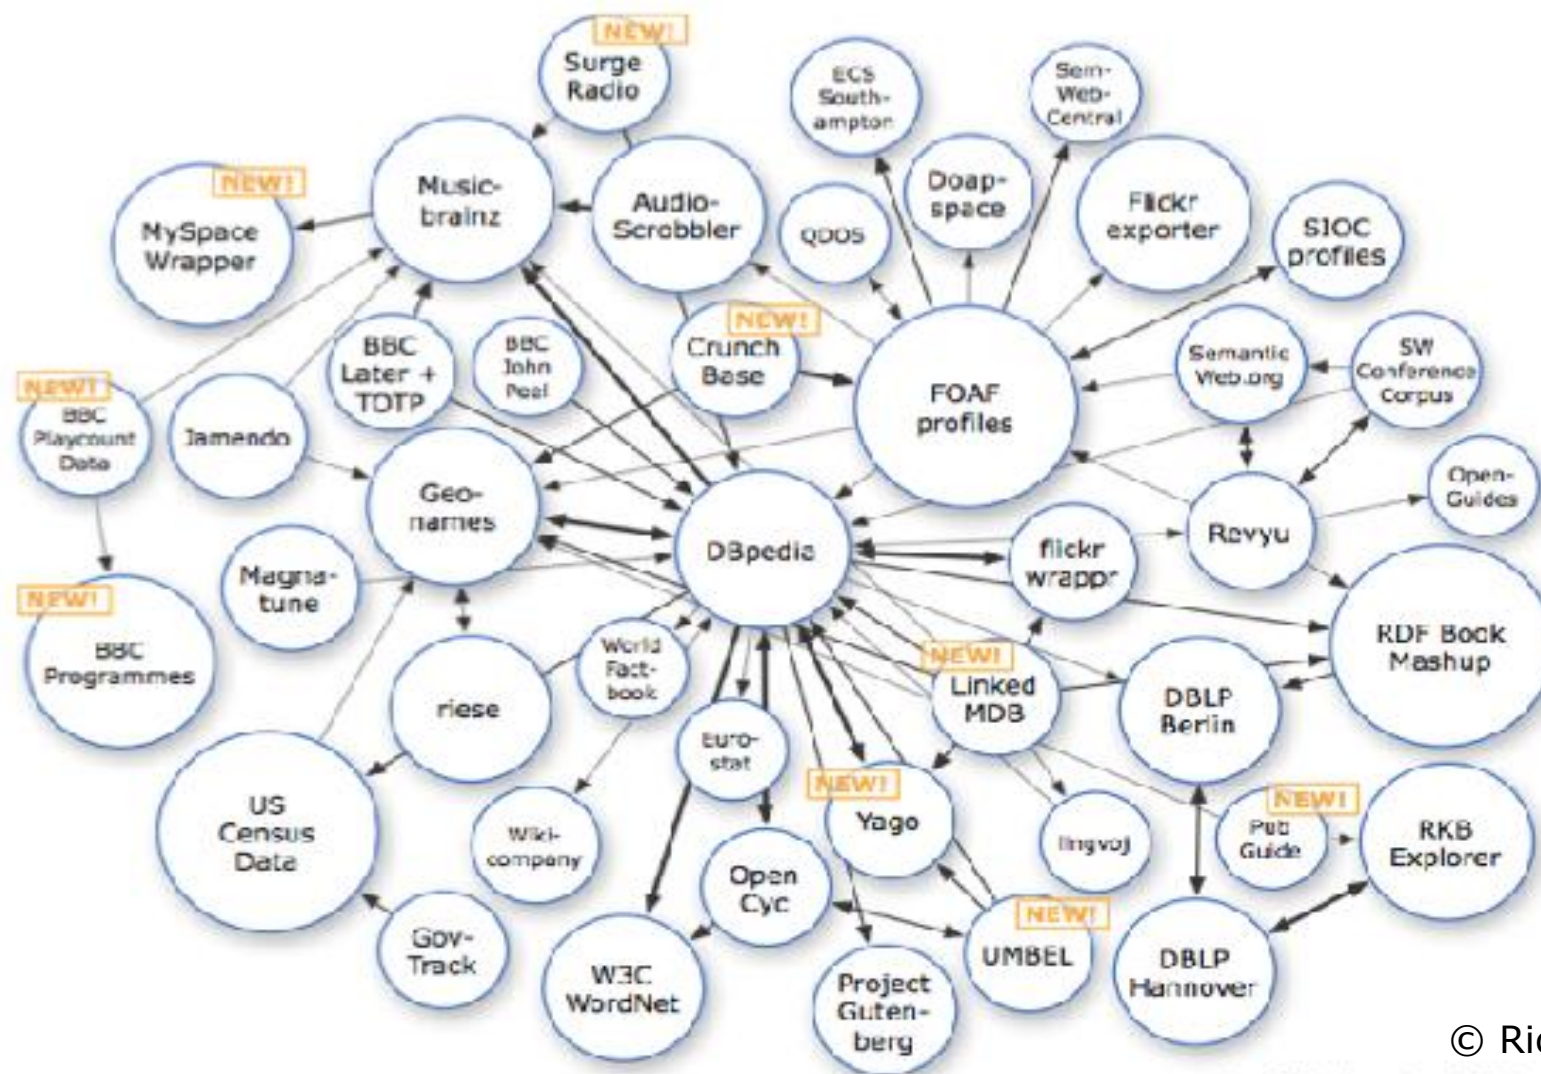 NEW!
Surge
Radio
ECS
South-
ampton
Sem-
Web-
Central
NEW!
MySpace
Wrapper
Music-
brainz
Audio-
Scrobbler
QDOS
Doap-
space
Flickr
exporter
SIOC
profiles
NEW!
BBC
Playcount
Data
Jamendo
BBC
Later +
TOTP
BBC
John
Peel
NEW!
Crunch
Base
FOAF
profiles
Semantic
Web.org
SW
Conference
Corpus
Open-
Guides
Geo-
names
DBpedia
flickr
wrappr
Revyu
Magna-
tune
NEW!
BBC
Programmes
riese
World
Fact-
book
NEW!
Linked
MDB
DBLP
Berlin
RDF Book
Mashup
Euro-
stat
US
Census
Data
Wiki-
company
NEW!
Yago
lingvoj
NEW!
Pub
Guide
RKB
Explorer
Open
Cyc
Gov-
Track
W3C
WordNet
Project
Guten-
berg
NEW!
UMBEL
DBLP
Hannover
©